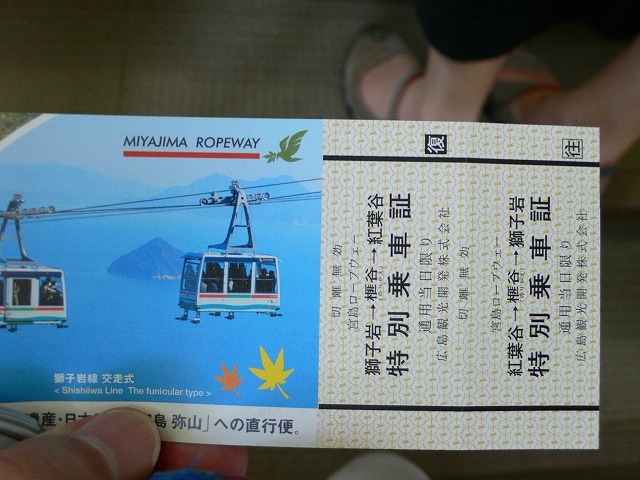 MIYAJIMA ROPEWAY
獅子岩線 交走式
< Shishiiwa Line The funicular type >
遺産・日本 島 弥山」への直行便。
復
切離無効
宮島ロープウェー
獅子岩→榧谷→紅葉谷
特別乗車証
通用当日限り
広島観光開発株式会社
往
切離無効
宮島ロープウェー
紅葉谷→榧谷→獅子岩
特別乗車証
通用当日限り
広島観光開発株式会社